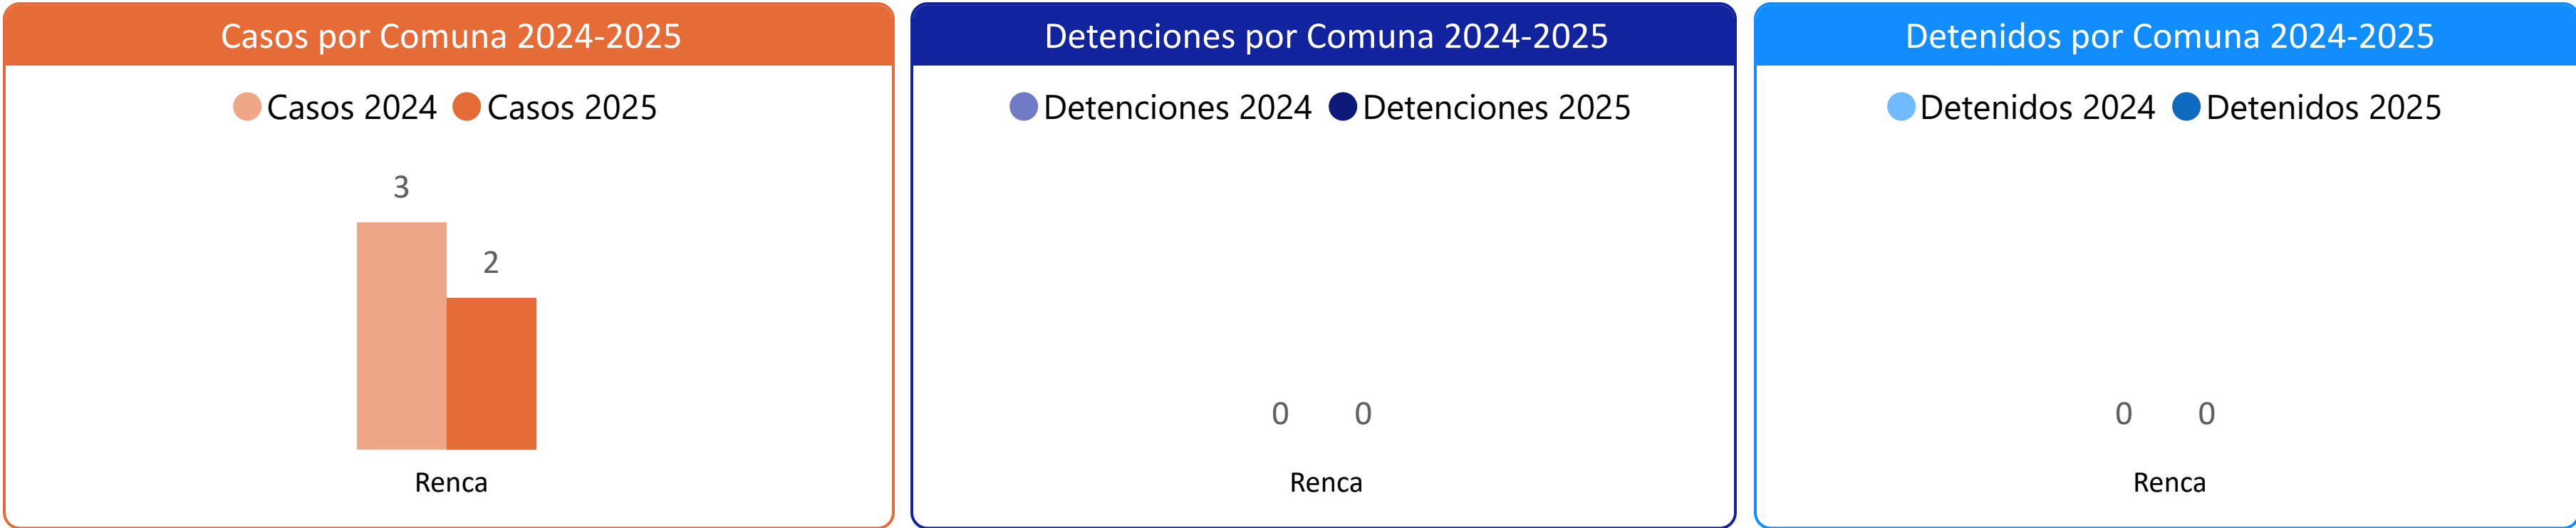 Casos por Comuna 2024-2025
Casos 2024 Casos 2025
3
2
Renca
Detenciones por Comuna 2024-2025
Detenciones 2024 Detenciones 2025
0 0
Renca
Detenidos por Comuna 2024-2025
Detenidos 2024 Detenidos 2025
0 0
Renca